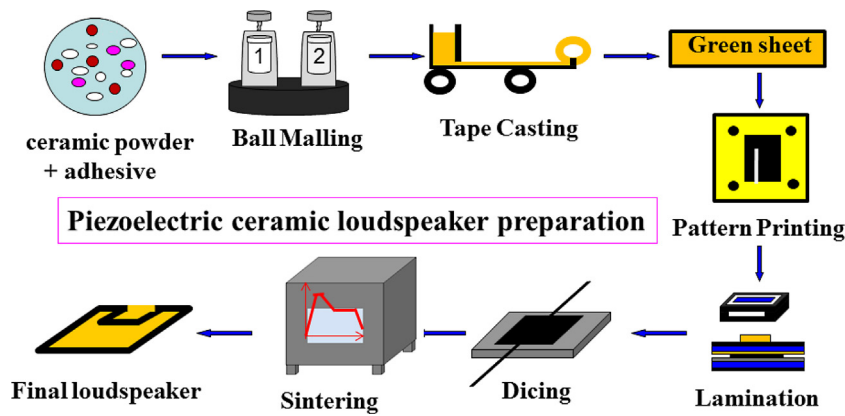 1
2
Green sheet
ceramic powder
+ adhesive
Ball Malling
Tape Casting
Piezoelectric ceramic loudspeaker preparation
Pattern Printing
Final loudspeaker
Sintering
Dicing
Lamination